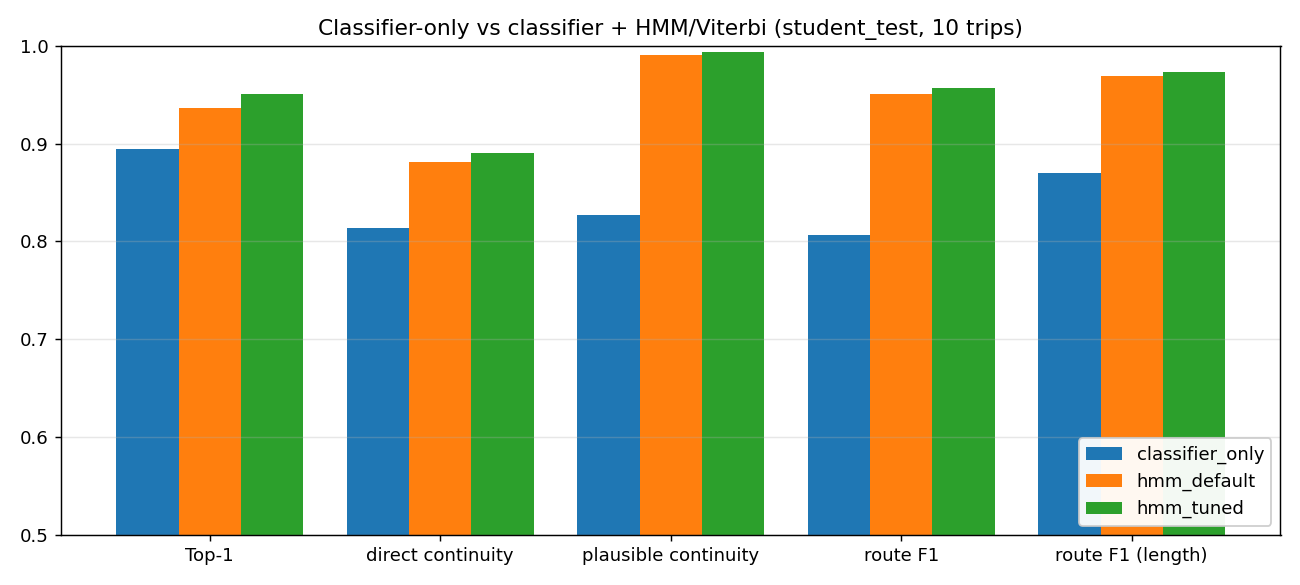 Classifier-only vs classifier + HMM/Viterbi (student_test, 10 trips)
1.0
0.9
0.8
0.7
0.6
0.5
Top-1
direct continuity
plausible continuity
route F1
route F1 (length)
classifier_only
hmm_default
hmm_tuned